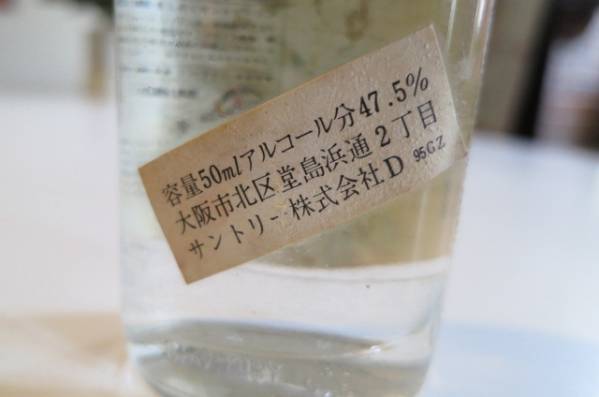 容量50mlアルコール分47.5%
大阪市北区堂島浜通2丁目
サントリー株式会社D 95GZ